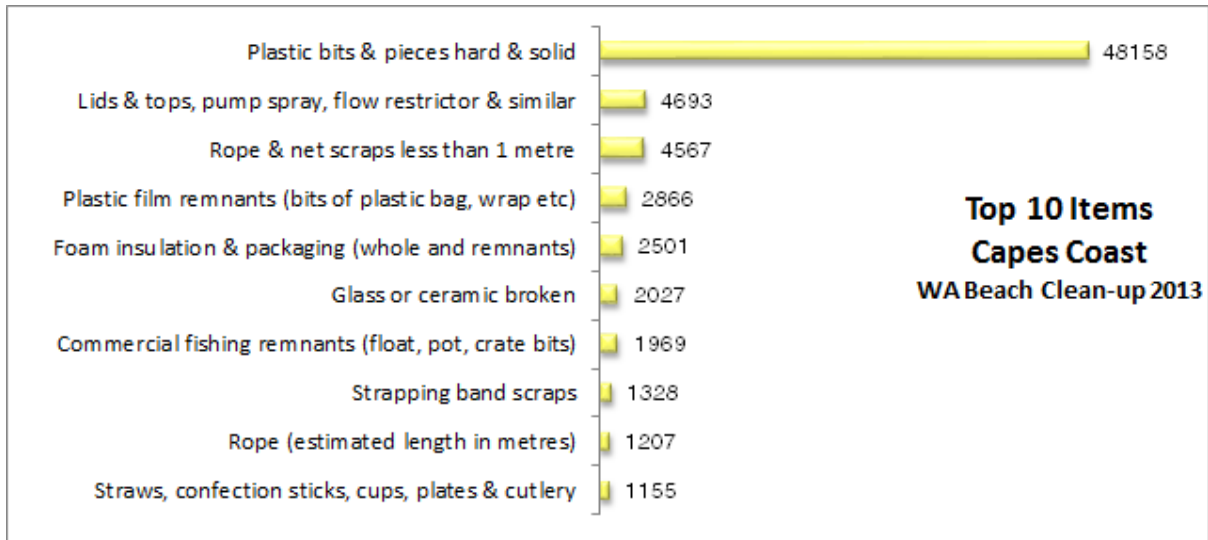 Plastic bits & pieces hard & solid 48158
Lids & tops, pump spray, flow restrictor & similar 4693
Rope & net scraps less than 1 metre 4567
Plastic film remnants (bits of plastic bag, wrap etc) 2866
Foam insulation & packaging (whole and remnants) 2501
Glass or ceramic broken 2027
Commercial fishing remnants (float, pot, crate bits) 1969
Strapping band scraps 1328
Rope (estimated length in metres) 1207
Straws, confection sticks, cups, plates & cutlery 1155
Top 10 Items
Capes Coast
WA Beach Clean-up 2013